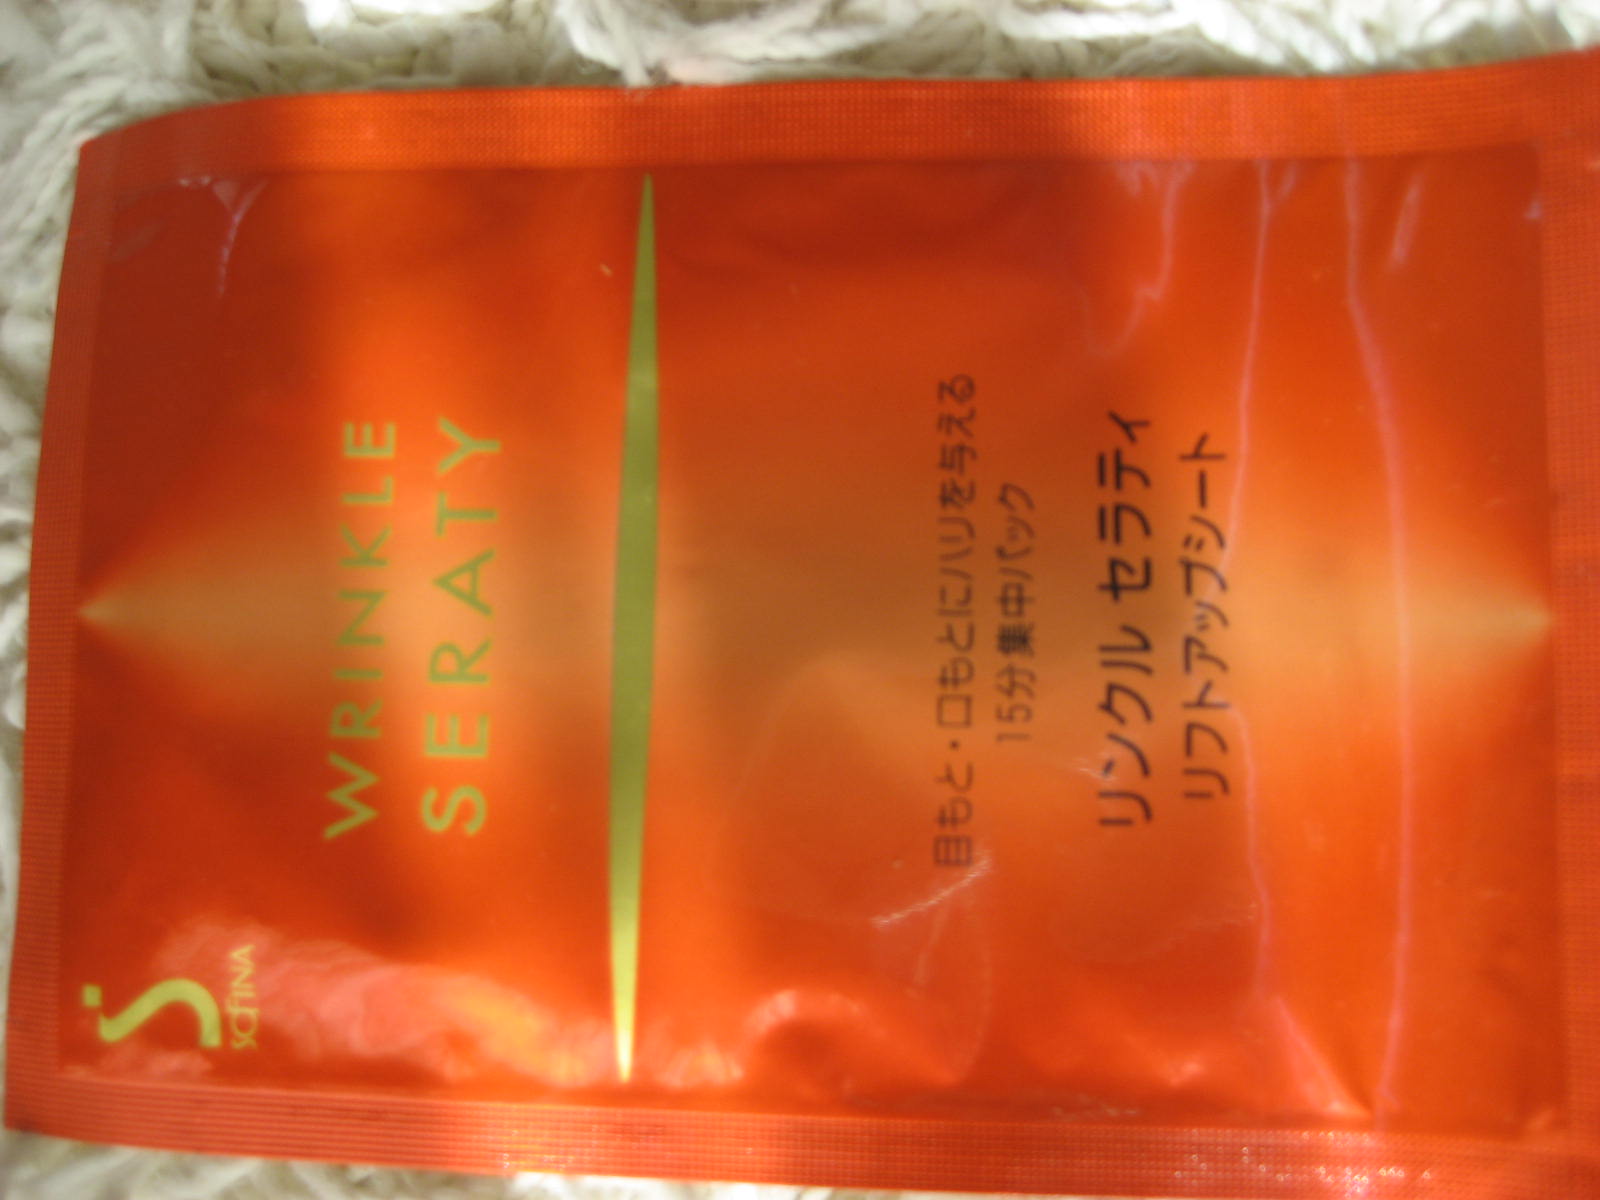 SOFINA
WRINKLE
SERATY
目もと・口もとにハリを与える
15分集中パック
リンクル セラティ
リフトアップシート